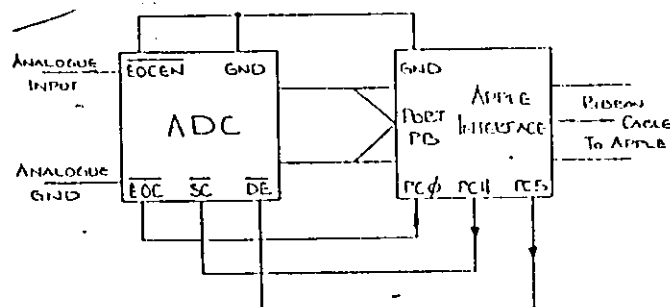 EOCEN GND
GND
ANALOGUE
INPUT
ADC
PORT
PB
APPLE
INTERFACE
RIBBON
CABLE
TO APPLE
ANALOGUE
GND
EOC SC DE
PCØ PC4 PC5